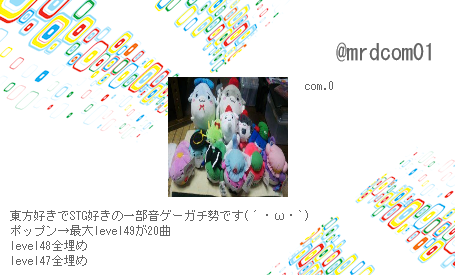 @mrdcom01
com.0
東方好きでSTG好きの一部音ゲーガチ勢です(´・ω・`)
ポップン→最大level49が20曲
level48全埋め
level47全埋め